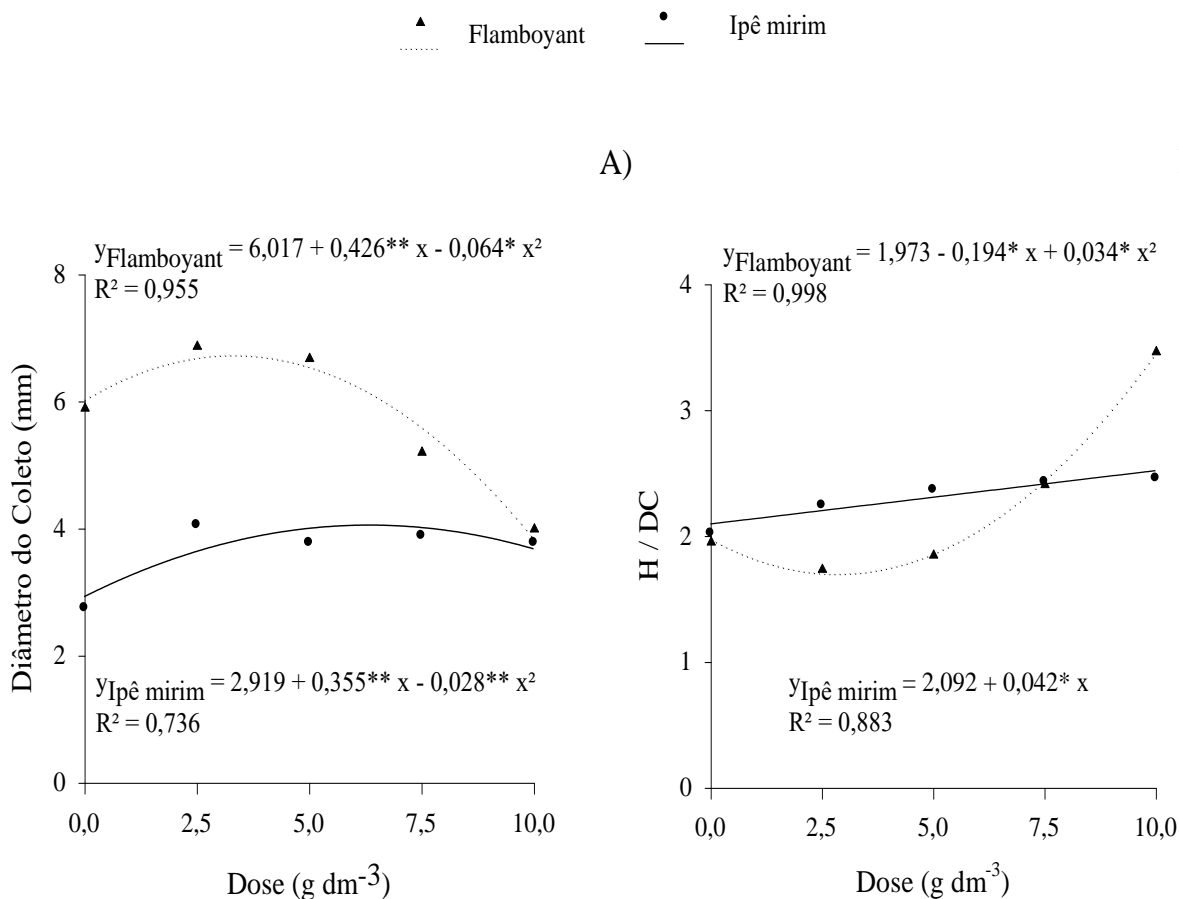 Flamboyant
Ipê mirim
A)
yFlamboyant = 6,017 + 0,426** x - 0,064* x²
R² = 0,955
8
6
4
2
0
Diâmetro do Coleto (mm)
yIpê mirim = 2,919 + 0,355** x - 0,028** x²
R² = 0,736
0,0 2,5 5,0 7,5 10,0
Dose (g dm-3)
yFlamboyant = 1,973 - 0,194* x + 0,034* x²
R² = 0,998
4
3
2
1
0
H / DC
yIpê mirim = 2,092 + 0,042* x
R² = 0,883
0,0 2,5 5,0 7,5 10,0
Dose (g dm-3)